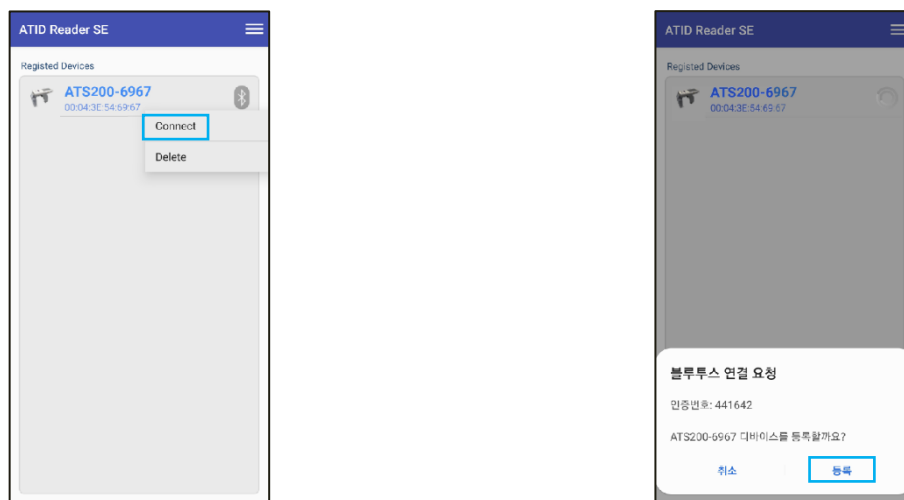 ATID Reader SE
Registed Devices
ATS200-6967
00:04:3E:54:69:67
Connect
Delete
ATID Reader SE
Registed Devices
ATS200-6967
00:04:3E:54:69:67
블루투스 연결 요청
인증번호: 441642
ATS200-6967 디바이스를 등록할까요?
취소 등록